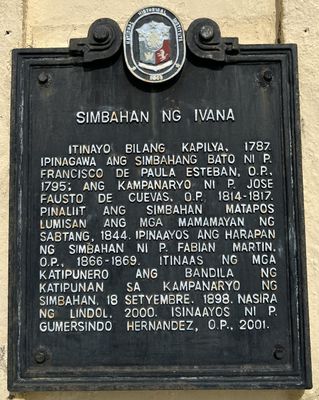 SIMBAHAN NG IVANA
ITINAYO BILANG KAPILYA, 1787.
IPINAGAWA ANG SIMBAHANG BATO NI P.
FRANCISCO DE PAULA ESTEBAN, O.P.,
1795; ANG KAMPANARYO NI P. JOSE
FAUSTO DE CUEVAS, O.P., 1814-1817.
PINALIIT ANG SIMBAHAN MATAPOS
LUMISAN ANG MGA MAMAMAYAN NG
SABTANG, 1844. IPINAAYOS ANG HARAPAN
NG SIMBAHAN NI P. FABIAN MARTIN,
O.P., 1866-1869. ITINAAS NG MGA
KATIPUNERO ANG BANDILA NG
KATIPUNAN SA KAMPANARYO NG
SIMBAHAN, 18 SETYEMBRE, 1898. NASIRA
NG LINDOL, 2000. ISINAAYOS NI P.
GUMERSINDO HERNANDEZ, O.P., 2001.